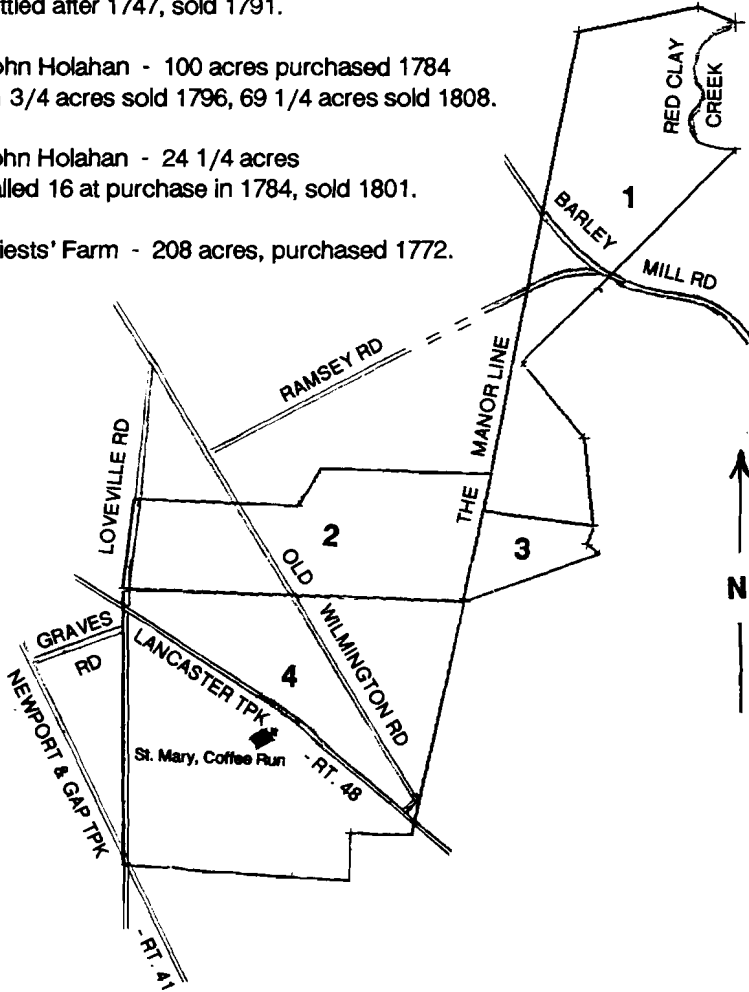 ttled after 1747, sold 1791.
ohn Holahan - 100 acres purchased 1784
3/4 acres sold 1796, 69 1/4 acres sold 1808.
ohn Holahan - 24 1/4 acres
alled 16 at purchase in 1784, sold 1801.
iests' Farm - 208 acres, purchased 1772.
RED CLAY
CREEK
1
BARLEY
MILL RD
RAMSEY RD
THE MANOR LINE
LOVEVILLE RD
2
3
OLD WILMINGTON RD
N
GRAVES
RD
LANCASTER TPK
4
NEWPORT & GAP TPK
St. Mary, Coffee Run
- RT. 48
- RT. 41